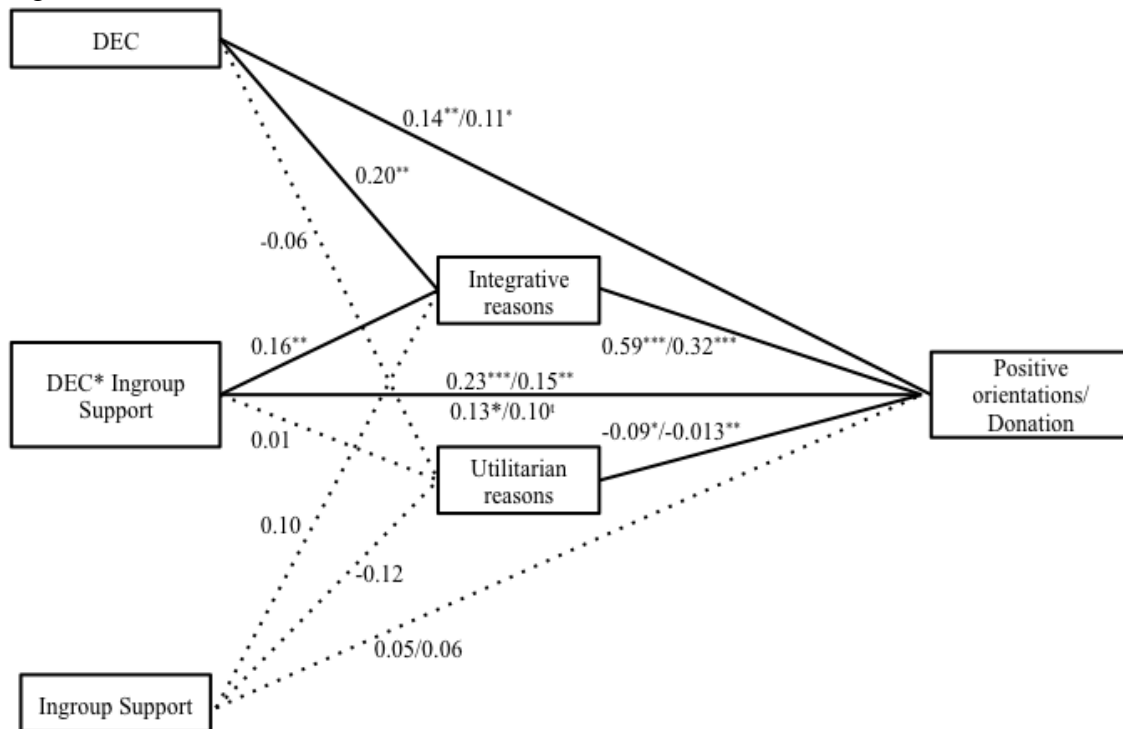 DEC
0.14**/0.11*
0.20**
-0.06
Integrative
reasons
0.16**
0.59***/0.32***
DEC* Ingroup
Support
0.23***/0.15**
0.13*/0.10ᵗ
Positive
orientations/
Donation
0.01
-0.09*/-0.013**
Utilitarian
reasons
0.10
-0.12
0.05/0.06
Ingroup Support